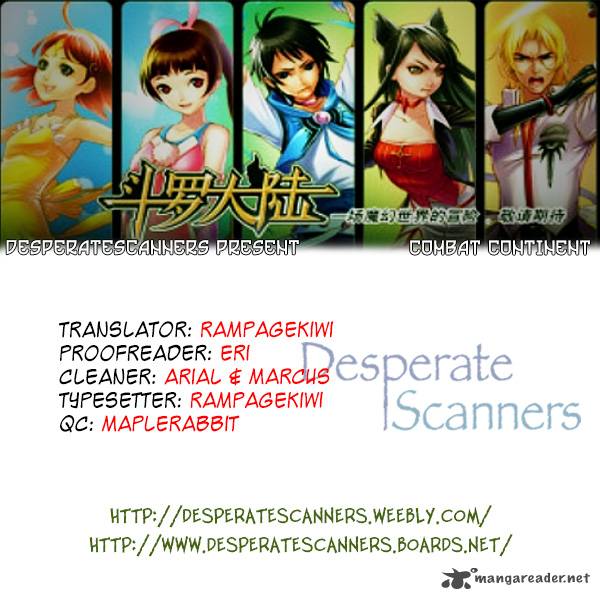 斗罗大陆
一场魔幻世界的冒险 敬请期待
DESPERATESCANNERS PRESENT COMBAT CONTINENT
TRANSLATOR: RAMPAGEKIWI
PROOFREADER: ERI
CLEANER: ARIAL & MARCUS
TYPESETTER: RAMPAGEKIWI
QC: MAPLERABBIT
Desperate
Scanners
HTTP://DESPERATESCANNERS.WEEBLY.COM/
HTTP://WWW.DESPERATESCANNERS.BOARDS.NET/
mangareader.net